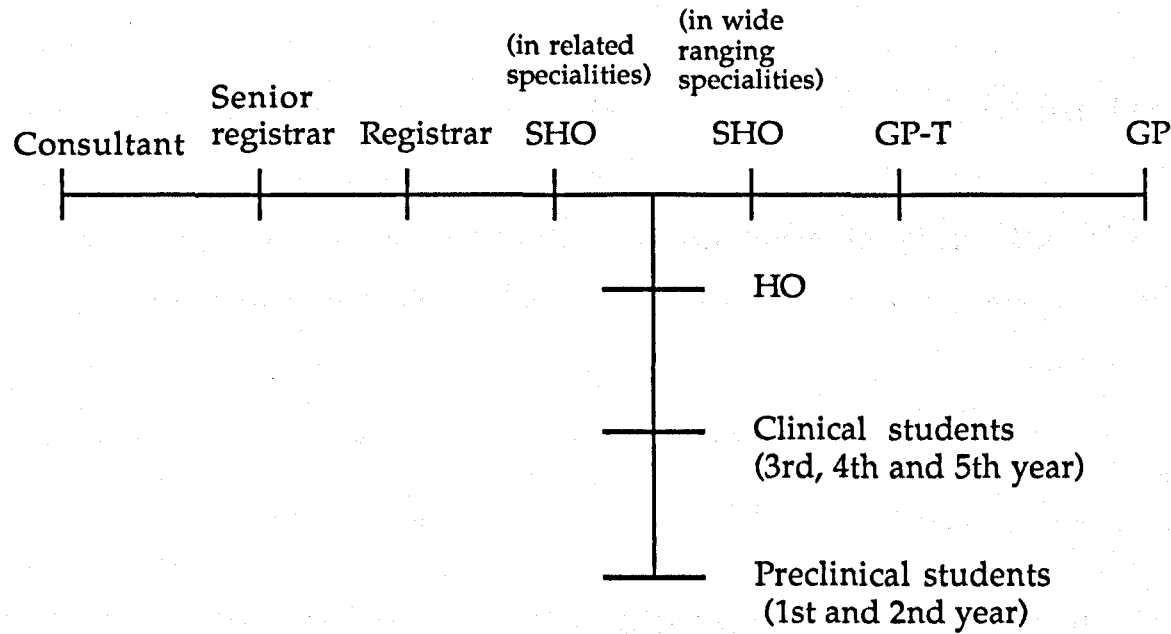 (in related
specialities)
(in wide
ranging
specialities)
Consultant
Senior
registrar
Registrar
SHO
SHO
GP-T
GP
HO
Clinical students
(3rd, 4th and 5th year)
Preclinical students
(1st and 2nd year)